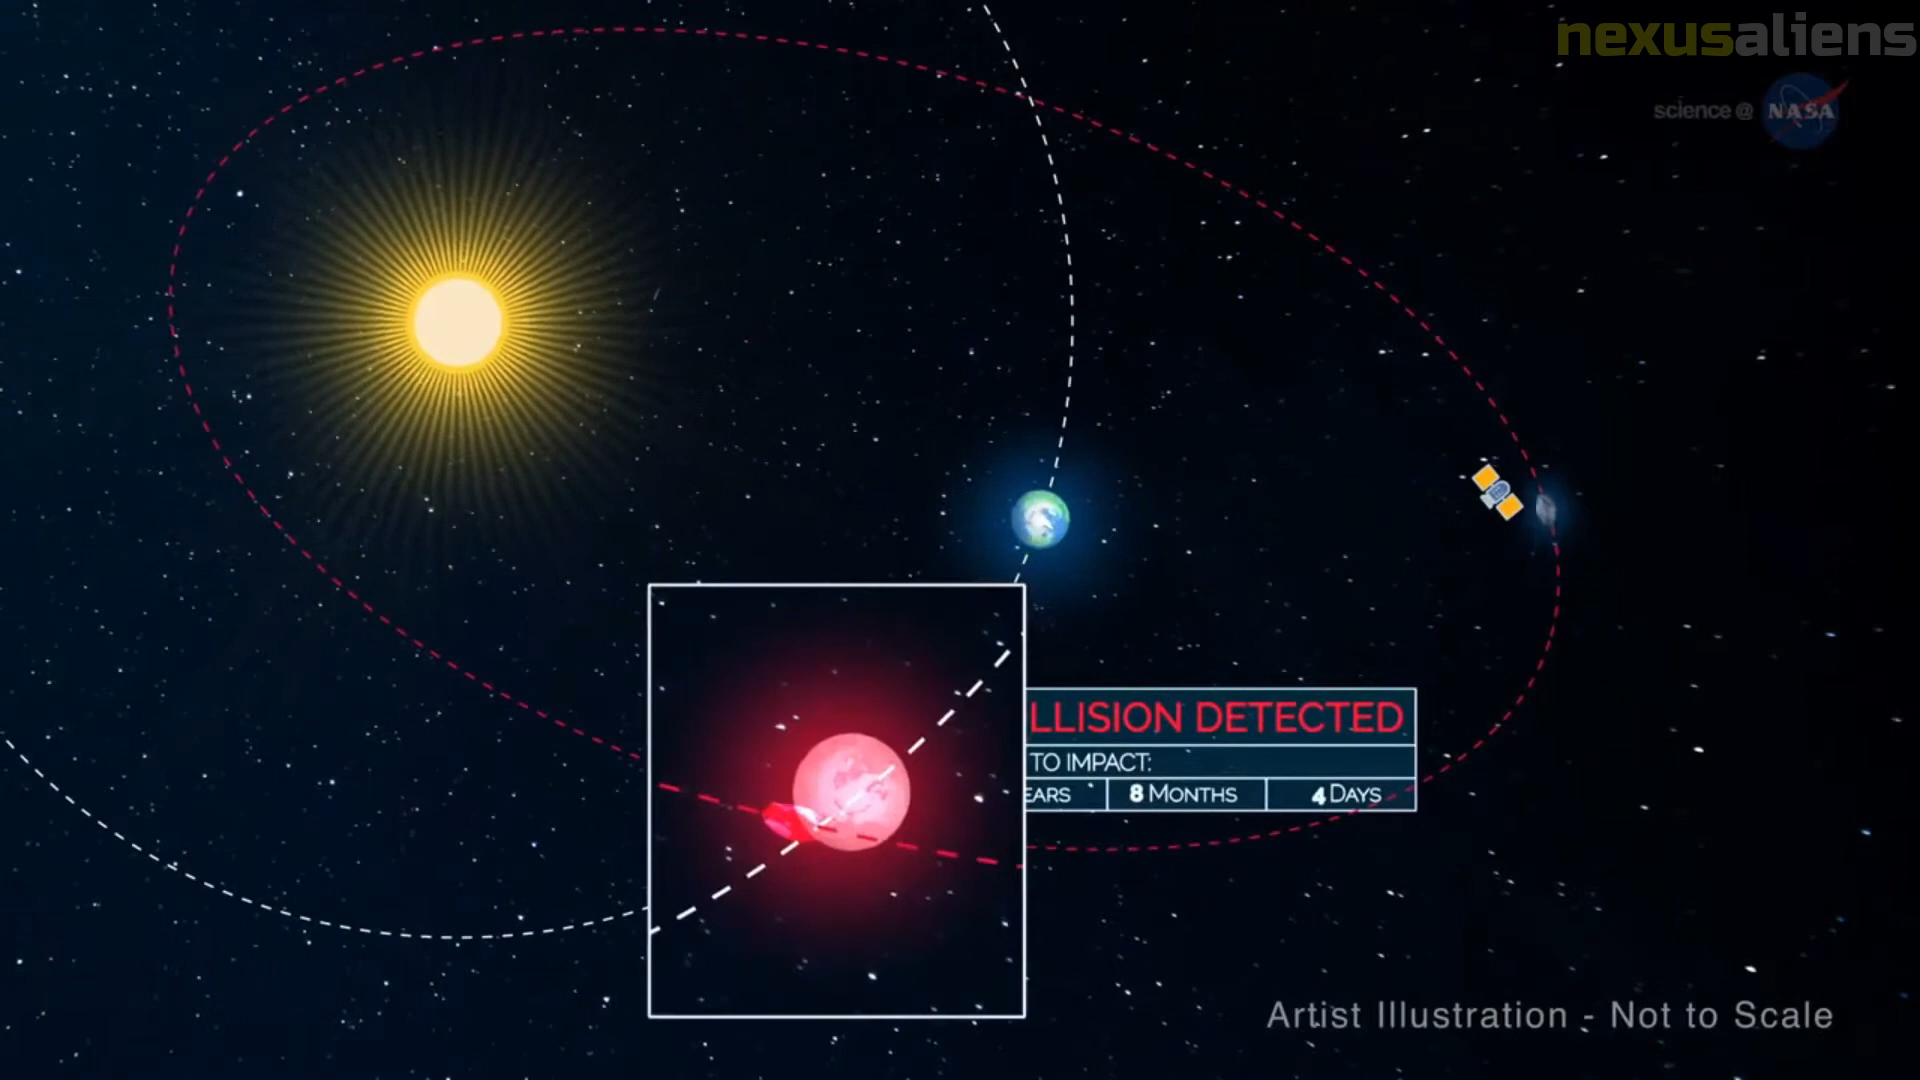 nexusaliens
science @ NASA
LLISION DETECTED
TO IMPACT:
EARS 8 MONTHS 4 DAYS
Artist Illustration - Not to Scale